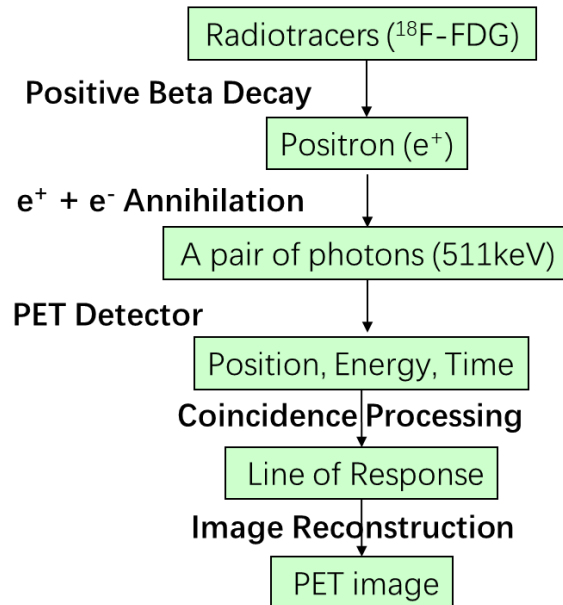 Radiotracers (¹⁸F-FDG)
Positive Beta Decay
Positron (e⁺)
e⁺ + e⁻ Annihilation
A pair of photons (511keV)
PET Detector
Position, Energy, Time
Coincidence Processing
Line of Response
Image Reconstruction
PET image